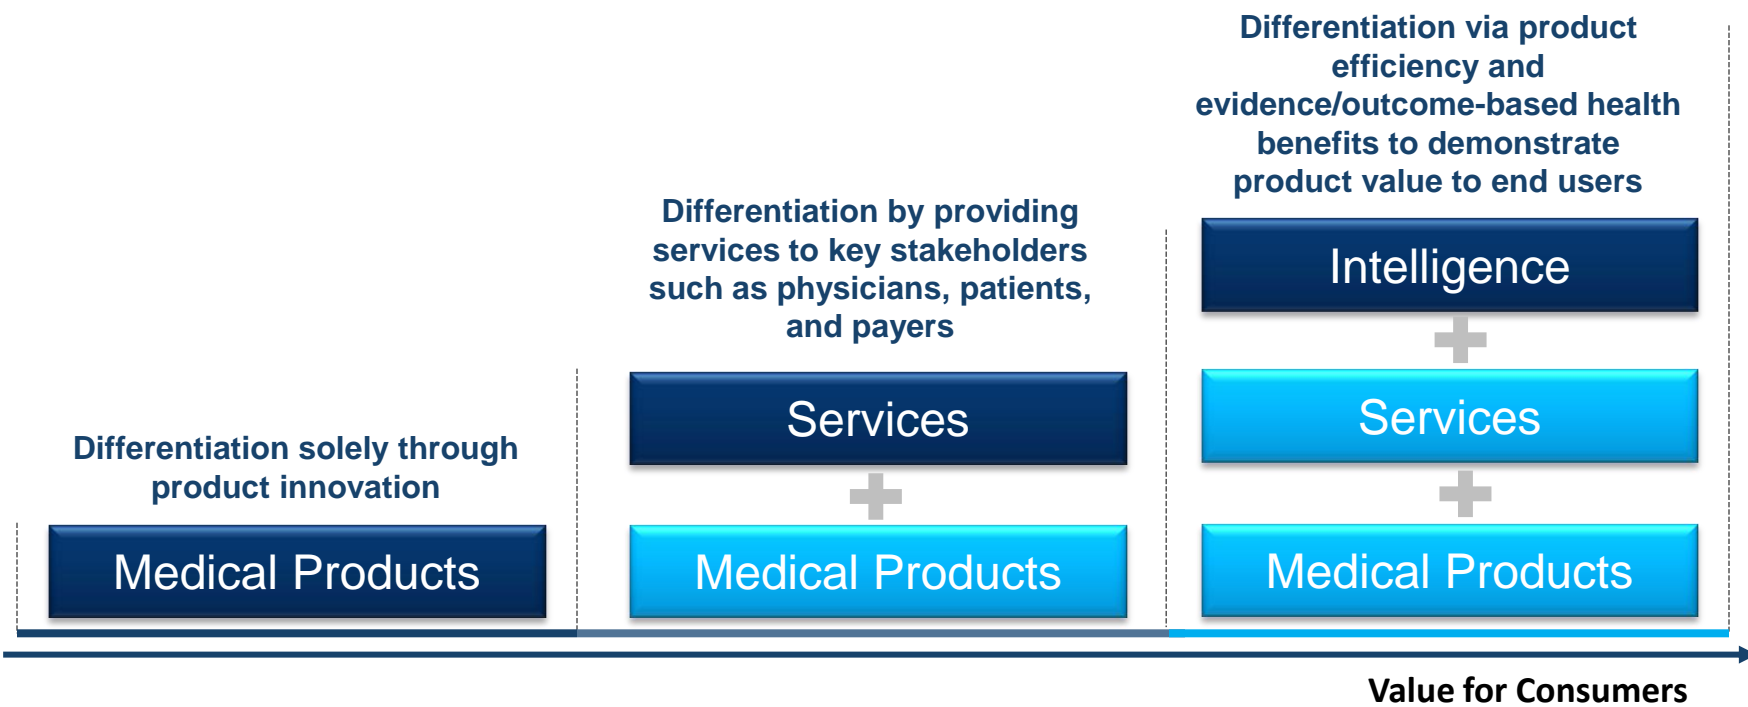 Differentiation solely through
product innovation
Medical Products
Differentiation by providing
services to key stakeholders
such as physicians, patients,
and payers
Services
Medical Products
Differentiation via product
efficiency and
evidence/outcome-based health
benefits to demonstrate
product value to end users
Intelligence
Services
Medical Products
Value for Consumers